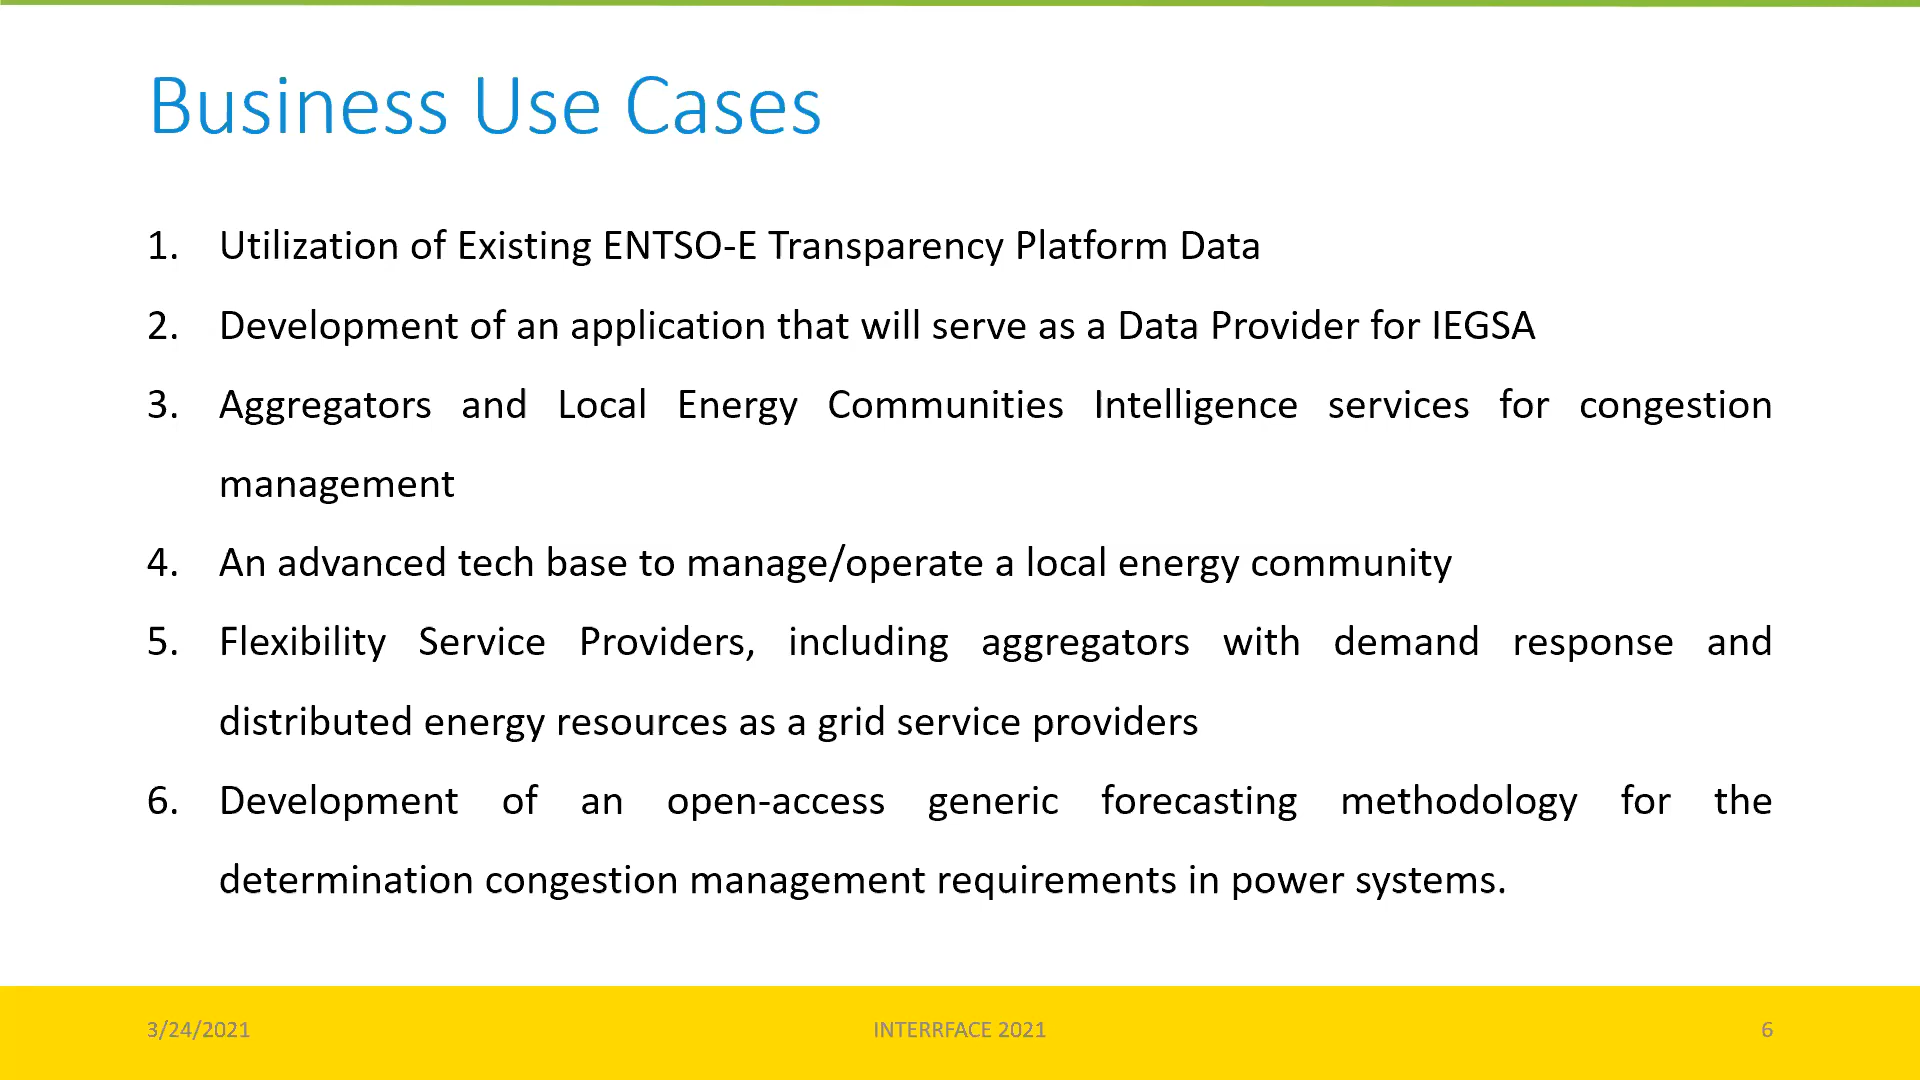 Business Use Cases
1. Utilization of Existing ENTSO-E Transparency Platform Data
2. Development of an application that will serve as a Data Provider for IEGSA
3. Aggregators and Local Energy Communities Intelligence services for congestion
management
4. An advanced tech base to manage/operate a local energy community
5. Flexibility Service Providers, including aggregators with demand response and
distributed energy resources as a grid service providers
6. Development of an open-access generic forecasting methodology for the
determination congestion management requirements in power systems.
3/24/2021 INTERRFACE 2021 6